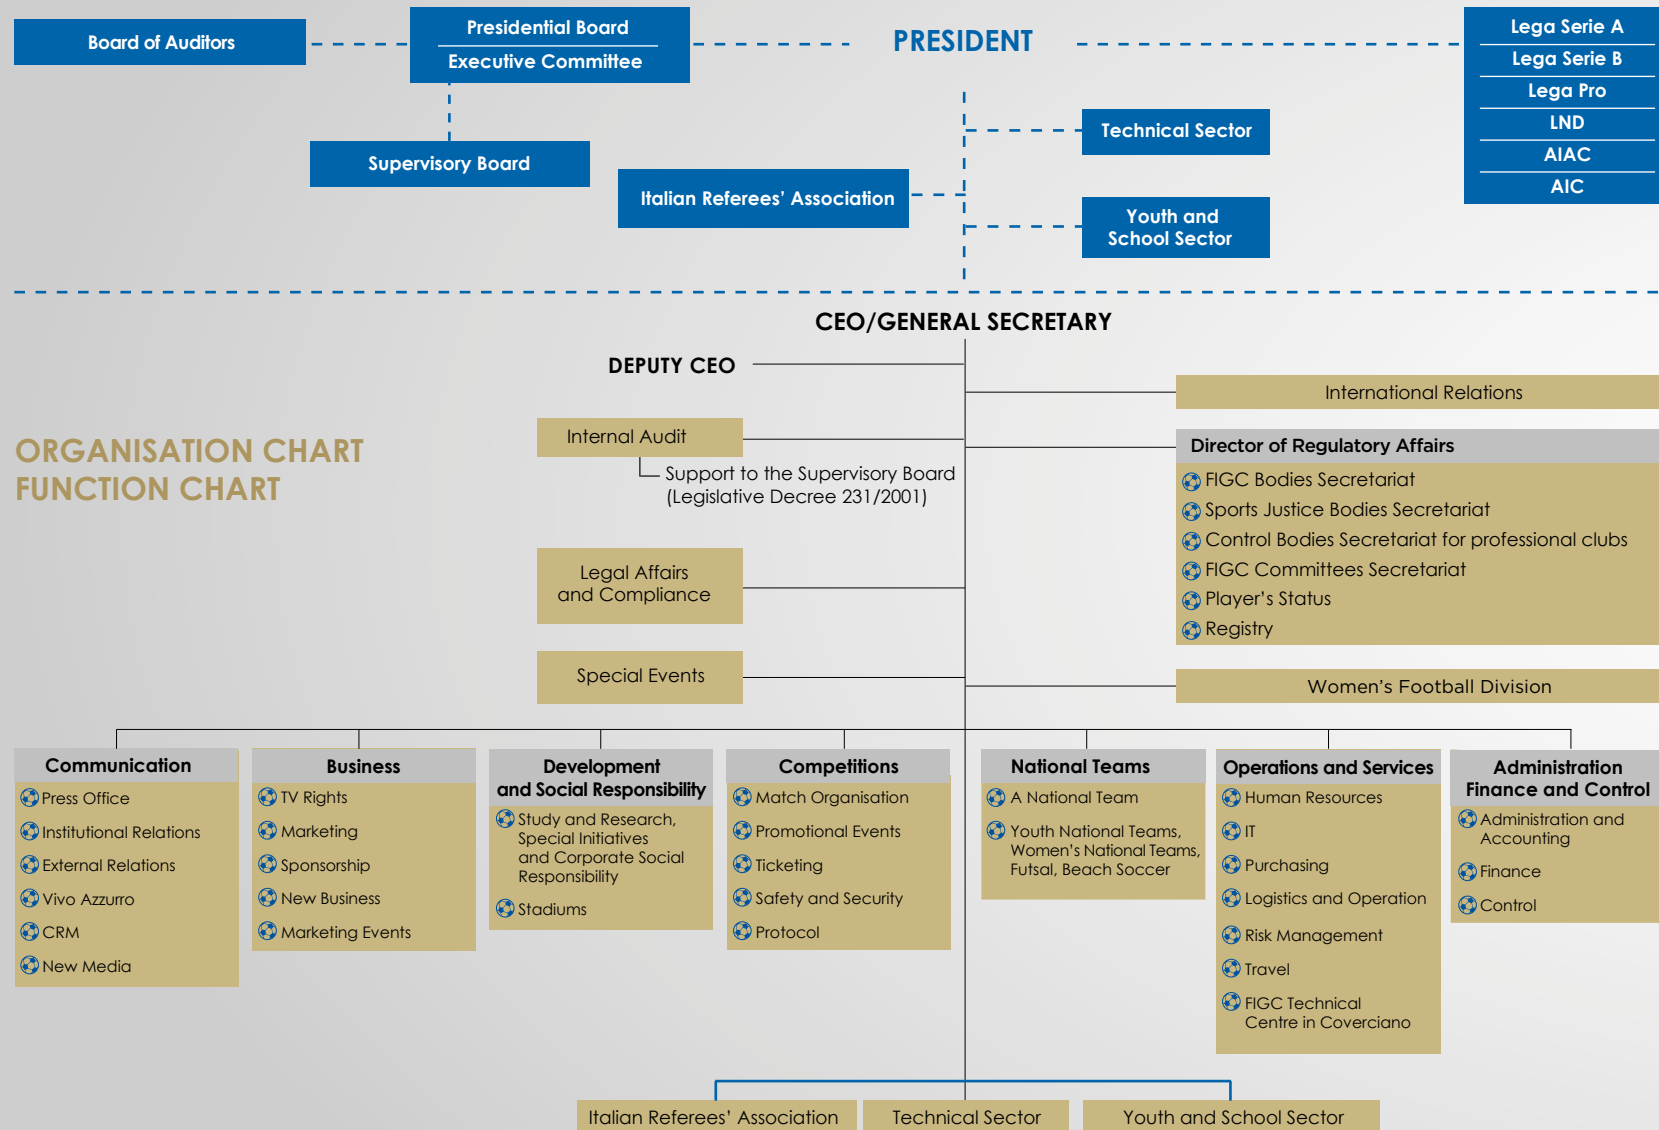 Board of Auditors
Presidential Board
Executive Committee
PRESIDENT
Lega Serie A
Lega Serie B
Lega Pro
LND
AIAC
AIC
Supervisory Board
Technical Sector
Italian Referees' Association
Youth and
School Sector
CEO/GENERAL SECRETARY
DEPUTY CEO
International Relations
ORGANISATION CHART
FUNCTION CHART
Internal Audit
Support to the Supervisory Board
(Legislative Decree 231/2001)
Director of Regulatory Affairs
FIGC Bodies Secretariat
Sports Justice Bodies Secretariat
Control Bodies Secretariat for professional clubs
FIGC Committees Secretariat
Player's Status
Registry
Legal Affairs
and Compliance
Special Events
Women's Football Division
Communication
Press Office
Institutional Relations
External Relations
Vivo Azzurro
CRM
New Media
Business
TV Rights
Marketing
Sponsorship
New Business
Marketing Events
Development
and Social Responsibility
Study and Research,
Special Initiatives
and Corporate Social
Responsibility
Stadiums
Competitions
Match Organisation
Promotional Events
Ticketing
Safety and Security
Protocol
National Teams
A National Team
Youth National Teams,
Women's National Teams,
Futsal, Beach Soccer
Operations and Services
Human Resources
IT
Purchasing
Logistics and Operation
Risk Management
Travel
FIGC Technical
Centre in Coverciano
Administration
Finance and Control
Administration and
Accounting
Finance
Control
Italian Referees' Association
Technical Sector
Youth and School Sector